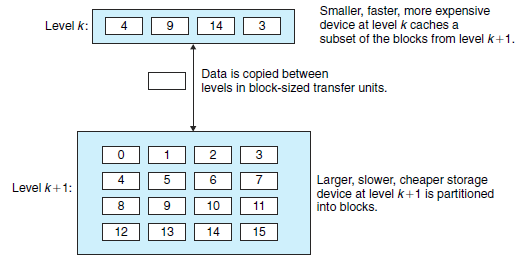 Level k:
4 9 14 3
Smaller, faster, more expensive
device at level k caches a
subset of the blocks from level k+1.
Data is copied between
levels in block-sized transfer units.
Level k+1:
0 1 2 3
4 5 6 7
8 9 10 11
12 13 14 15
Larger, slower, cheaper storage
device at level k+1 is partitioned
into blocks.